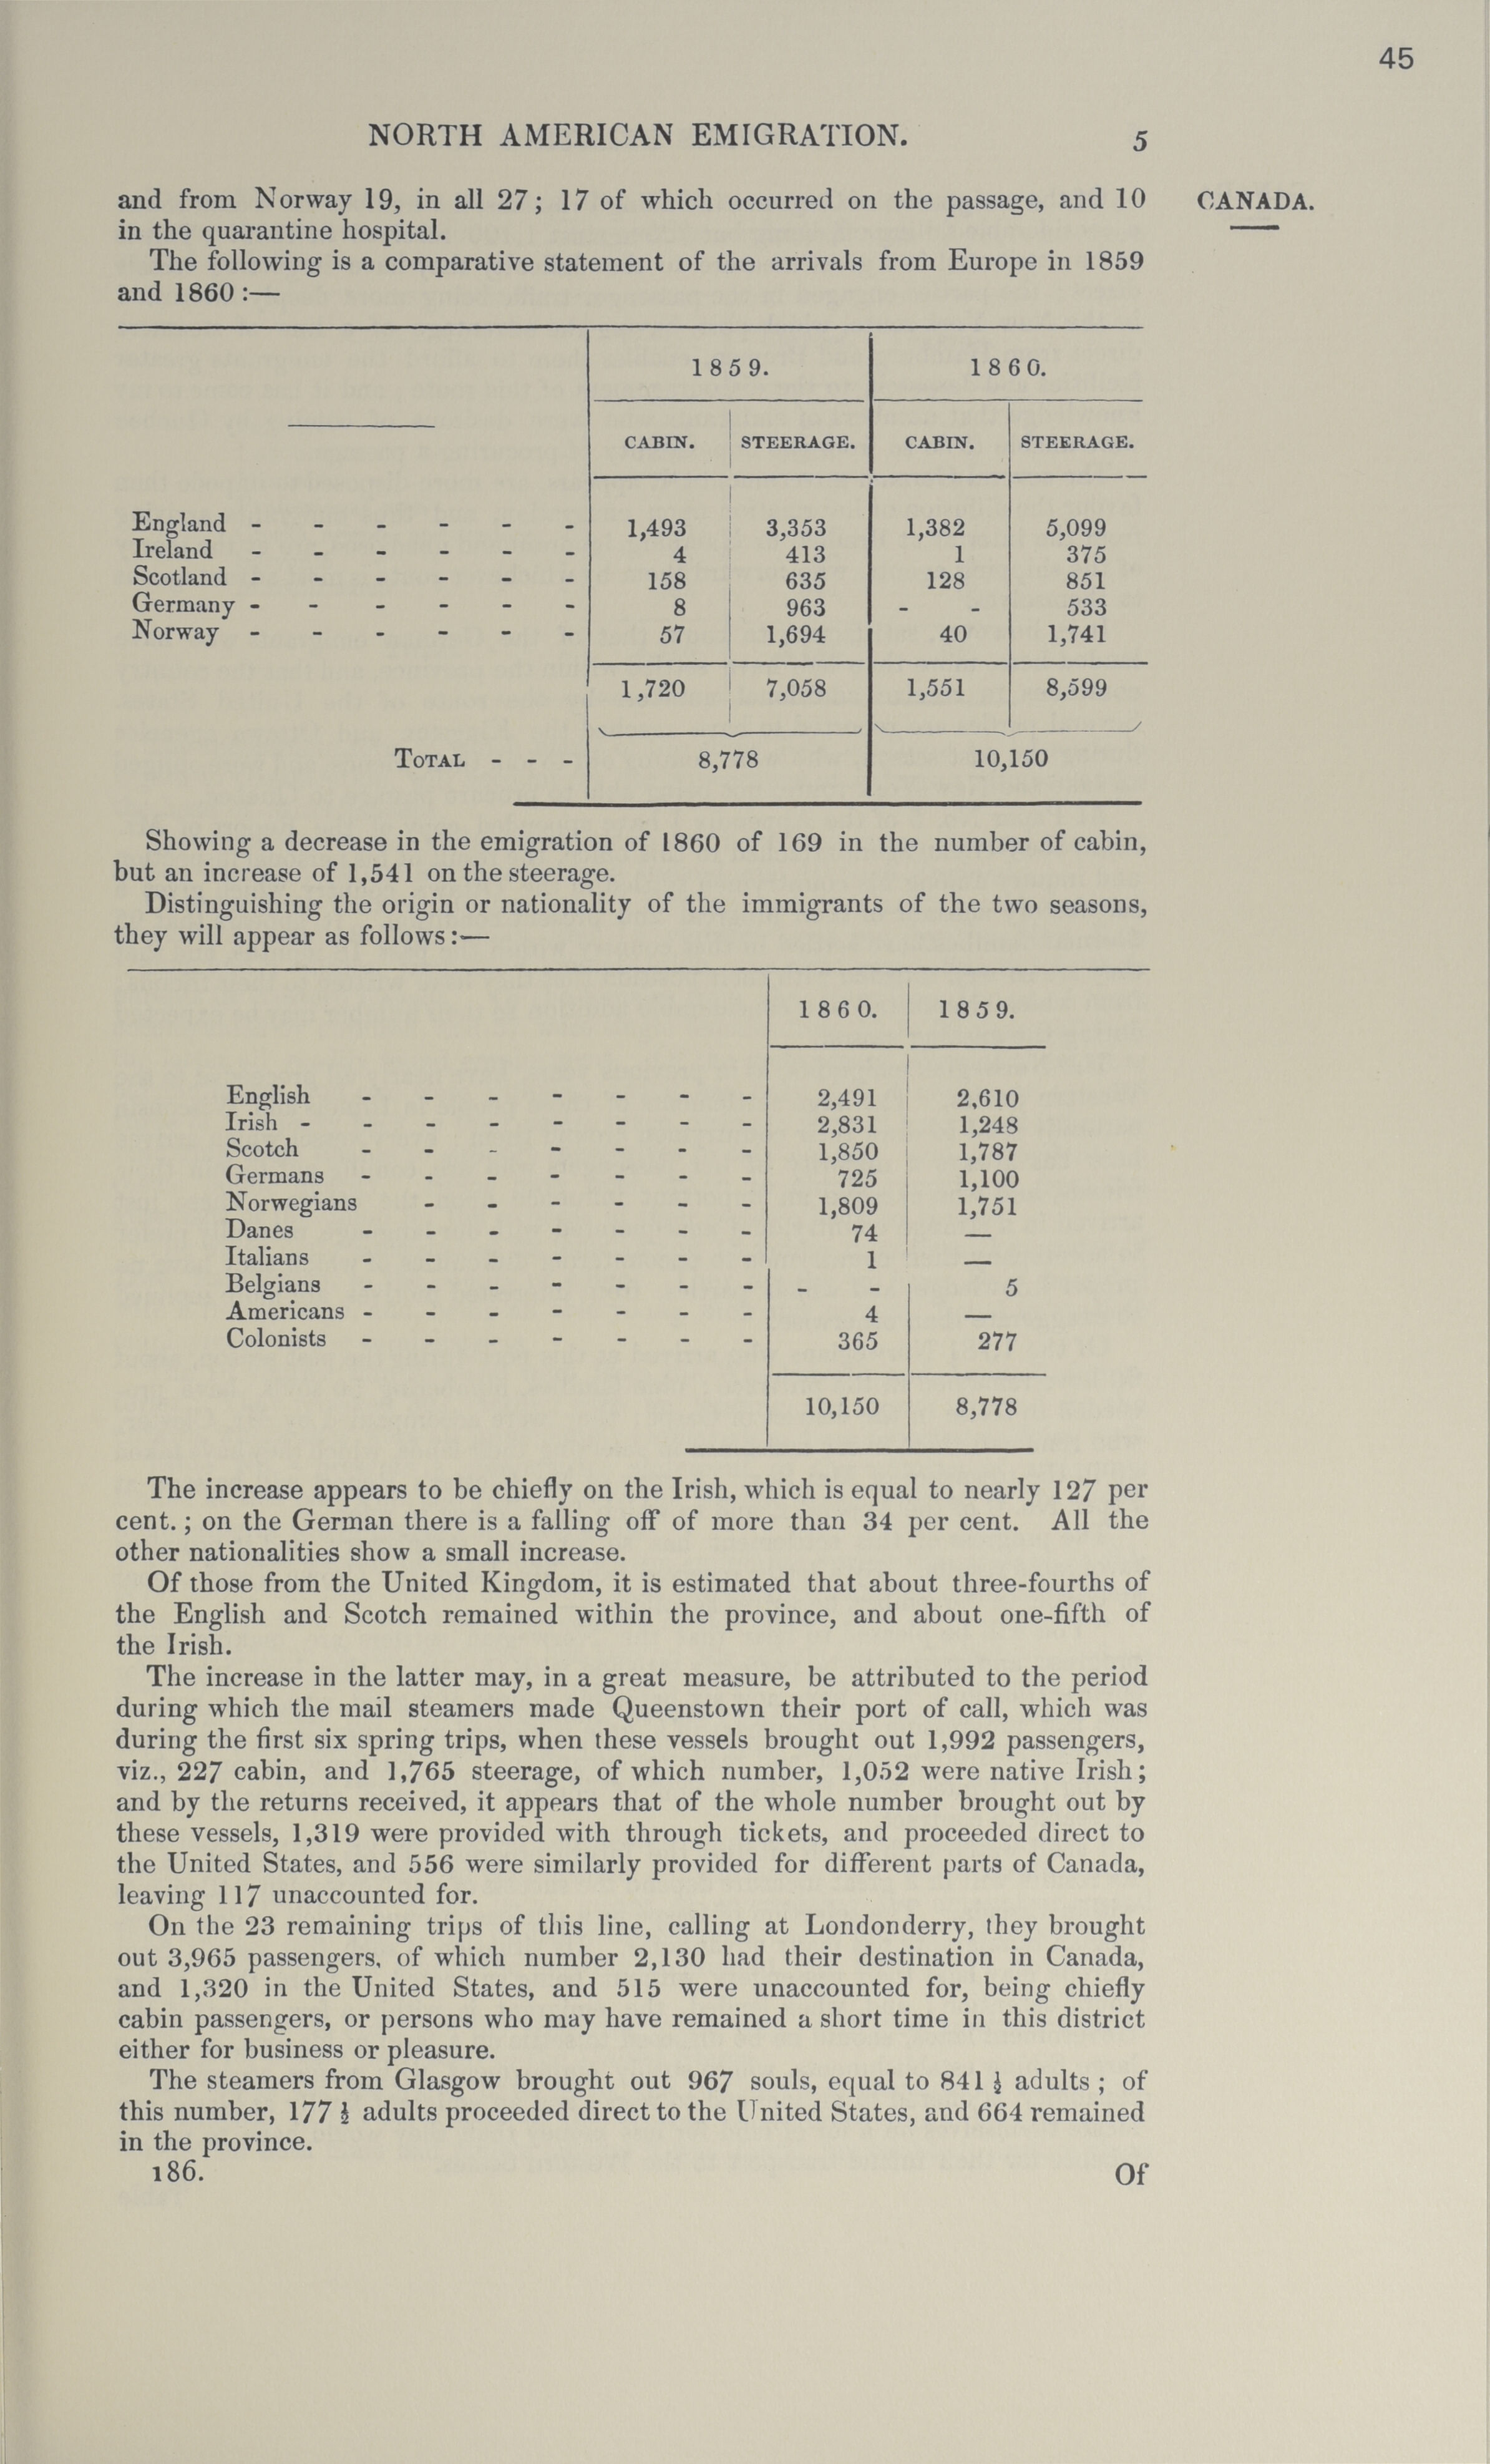 45
NORTH AMERICAN EMIGRATION. 5
and from Norway 19, in all 27; 17 of which occurred on the passage, and 10 CANADA.
in the quarantine hospital.
The following is a comparative statement of the arrivals from Europe in 1859
and 1860:—
1859. 1860.
CABIN. STEERAGE. CABIN. STEERAGE.
England - - - - - - 1,493 3,353 1,382 5,099
Ireland - - - - - - 4 413 1 375
Scotland - - - - - - 158 635 128 851
Germany - - - - - - 8 963 - - 533
Norway - - - - - - 57 1,694 40 1,741
1,720 7,058 1,551 8,599
TOTAL - - - 8,778 10,150
Showing a decrease in the emigration of 1860 of 169 in the number of cabin,
but an increase of 1,541 on the steerage.
Distinguishing the origin or nationality of the immigrants of the two seasons,
they will appear as follows:—
1860. 1859.
English - - - - - - - 2,491 2,610
Irish - - - - - - - - 2,831 1,248
Scotch - - - - - - - 1,850 1,787
Germans - - - - - - - 725 1,100
Norwegians - - - - - - 1,809 1,751
Danes - - - - - - - 74 —
Italians - - - - - - - 1 —
Belgians - - - - - - - - - 5
Americans - - - - - - - 4 —
Colonists - - - - - - - 365 277
10,150 8,778
The increase appears to be chiefly on the Irish, which is equal to nearly 127 per
cent.; on the German there is a falling off of more than 34 per cent. All the
other nationalities show a small increase.
Of those from the United Kingdom, it is estimated that about three-fourths of
the English and Scotch remained within the province, and about one-fifth of
the Irish.
The increase in the latter may, in a great measure, be attributed to the period
during which the mail steamers made Queenstown their port of call, which was
during the first six spring trips, when these vessels brought out 1,992 passengers,
viz., 227 cabin, and 1,765 steerage, of which number, 1,052 were native Irish;
and by the returns received, it appears that of the whole number brought out by
these vessels, 1,319 were provided with through tickets, and proceeded direct to
the United States, and 556 were similarly provided for different parts of Canada,
leaving 117 unaccounted for.
On the 23 remaining trips of this line, calling at Londonderry, they brought
out 3,965 passengers, of which number 2,130 had their destination in Canada,
and 1,320 in the United States, and 515 were unaccounted for, being chiefly
cabin passengers, or persons who may have remained a short time in this district
either for business or pleasure.
The steamers from Glasgow brought out 967 souls, equal to 841 ½ adults; of
this number, 177 ½ adults proceeded direct to the United States, and 664 remained
in the province.
186. Of